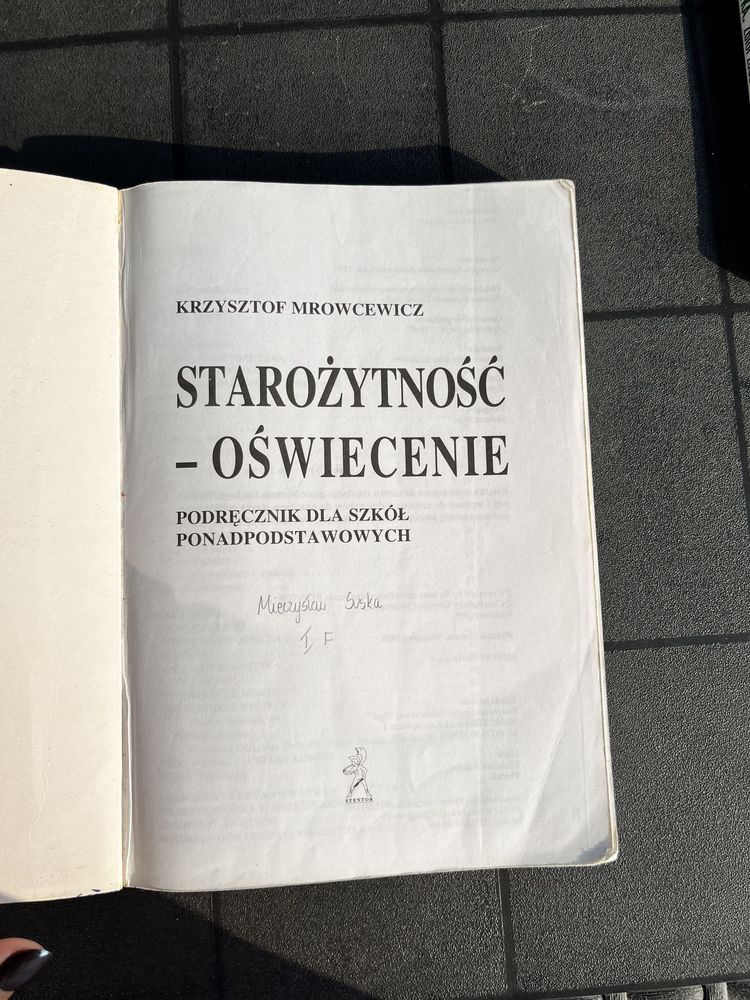 KRZYSZTOF MROWCEWICZ
STAROŻYTNOŚĆ
– OŚWIECENIE
PODRĘCZNIK DLA SZKÓŁ
PONADPODSTAWOWYCH
Mieczysław Suska
I F
STENTOR